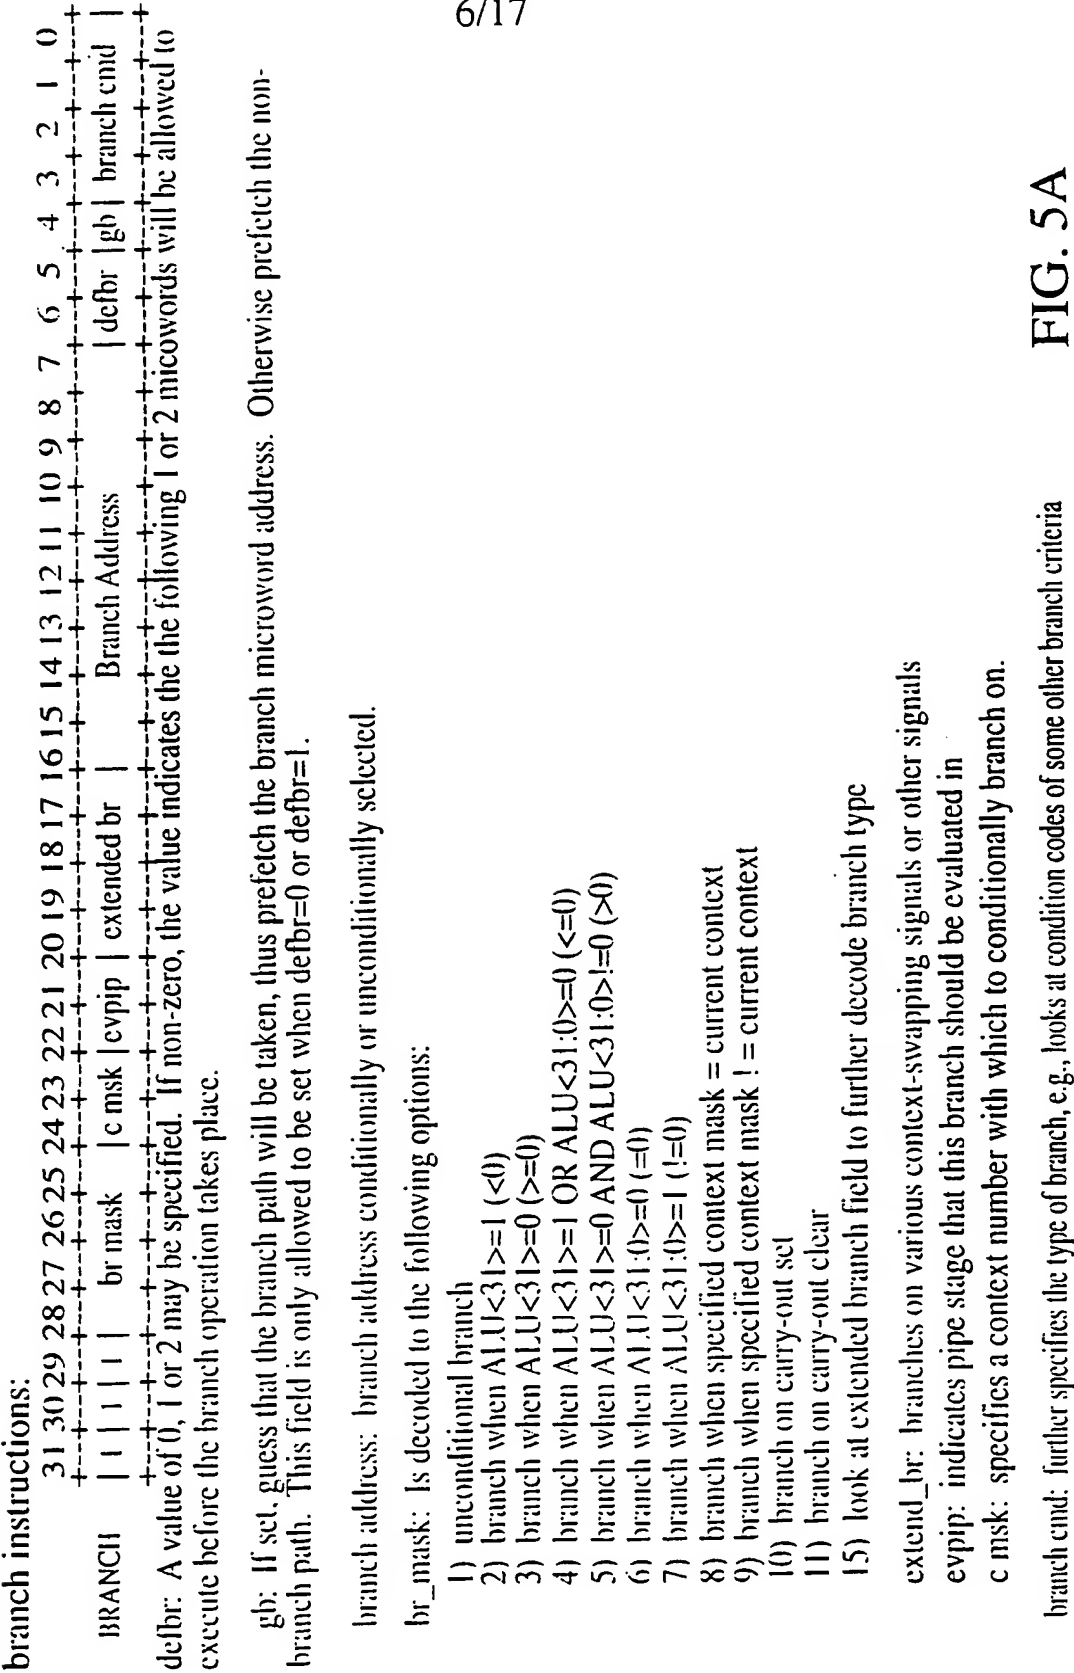 6/17
branch instructions:
31 30 29 28 27 26 25 24 23 22 21 20 19 18 17 16 15 14 13 12 11 10 9 8 7 6 5 4 3 2 1 0
BRANCH | 1 | 1 | 1 | br mask | c msk | evpip | extended br | Branch Address | defbr | gb | branch cmd |
defbr: A value of 0, 1 or 2 may be specified. If non-zero, the value indicates the the following 1 or 2 micowords will be allowed to
execute before the branch operation takes place.
gb: If set, guess that the branch path will be taken, thus prefetch the branch microword address. Otherwise prefetch the non-
branch path. This field is only allowed to be set when defbr=0 or defbr=1.
branch address: branch address conditionally or unconditionally selected.
br_mask: Is decoded to the following options:
1) unconditional branch
2) branch when ALU<31>=1 (<0)
3) branch when ALU<31>=0 (>=0)
4) branch when ALU<31>=1 OR ALU<31:0>=0 (<=0)
5) branch when ALU<31>=0 AND ALU<31:0>!=0 (>0)
6) branch when ALU<31:0>=0 (=0)
7) branch when ALU<31:0>=1 (!=0)
8) branch when specified context mask = current context
9) branch when specified context mask ! = current context
10) branch on carry-out set
11) branch on carry-out clear
15) look at extended branch field to further decode branch type
extend_br: branches on various context-swapping signals or other signals
evpip: indicates pipe stage that this branch should be evaluated in
c msk: specifies a context number with which to conditionally branch on.
branch cmd: further specifies the type of branch, e.g., looks at condition codes of some other branch criteria
FIG. 5A